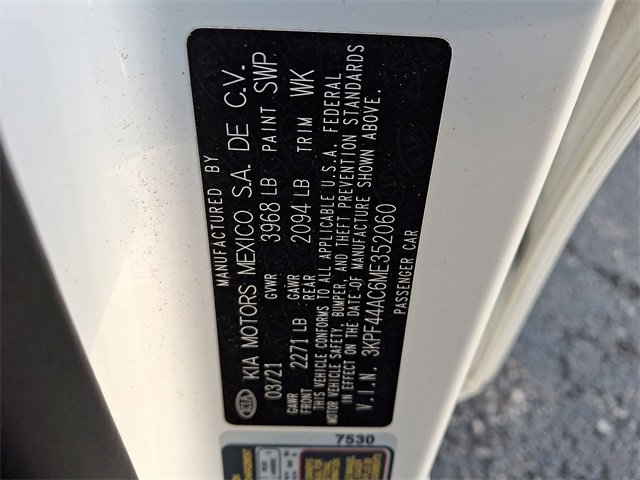 MANUFACTURED BY
KIA KIA MOTORS MEXICO S.A. DE C.V.
03/21 GVWR 3968 LB PAINT SWP
GAWR FRONT 2271 LB GAWR REAR 2094 LB TRIM WK
THIS VEHICLE CONFORMS TO ALL APPLICABLE U.S.A. FEDERAL
MOTOR VEHICLE SAFETY, BUMPER, AND THEFT PREVENTION STANDARDS
IN EFFECT ON THE DATE OF MANUFACTURE SHOWN ABOVE.
V.I.N. 3KPF44AC6ME352060
PASSENGER CAR
7530